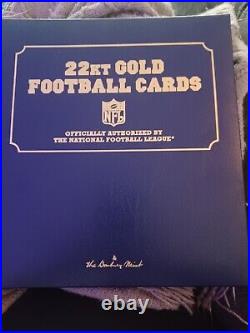 22KT GOLD
FOOTBALL CARDS
NFL
OFFICIALLY AUTHORIZED BY
THE NATIONAL FOOTBALL LEAGUE®
the Danbury Mint